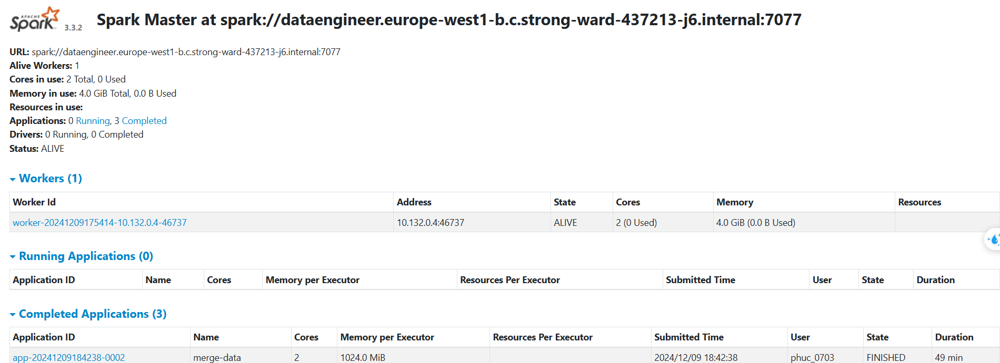 APACHE
Spark 3.3.2 Spark Master at spark://dataengineer.europe-west1-b.c.strong-ward-437213-j6.internal:7077
URL: spark://dataengineer.europe-west1-b.c.strong-ward-437213-j6.internal:7077
Alive Workers: 1
Cores in use: 2 Total, 0 Used
Memory in use: 4.0 GiB Total, 0.0 B Used
Resources in use:
Applications: 0 Running, 3 Completed
Drivers: 0 Running, 0 Completed
Status: ALIVE
Workers (1)
Worker Id Address State Cores Memory Resources
worker-20241209175414-10.132.0.4-46737 10.132.0.4:46737 ALIVE 2 (0 Used) 4.0 GiB (0.0 B Used)
Running Applications (0)
Application ID Name Cores Memory per Executor Resources Per Executor Submitted Time User State Duration
Completed Applications (3)
Application ID Name Cores Memory per Executor Resources Per Executor Submitted Time User State Duration
app-20241209184238-0002 merge-data 2 1024.0 MiB 2024/12/09 18:42:38 phuc_0703 FINISHED 49 min